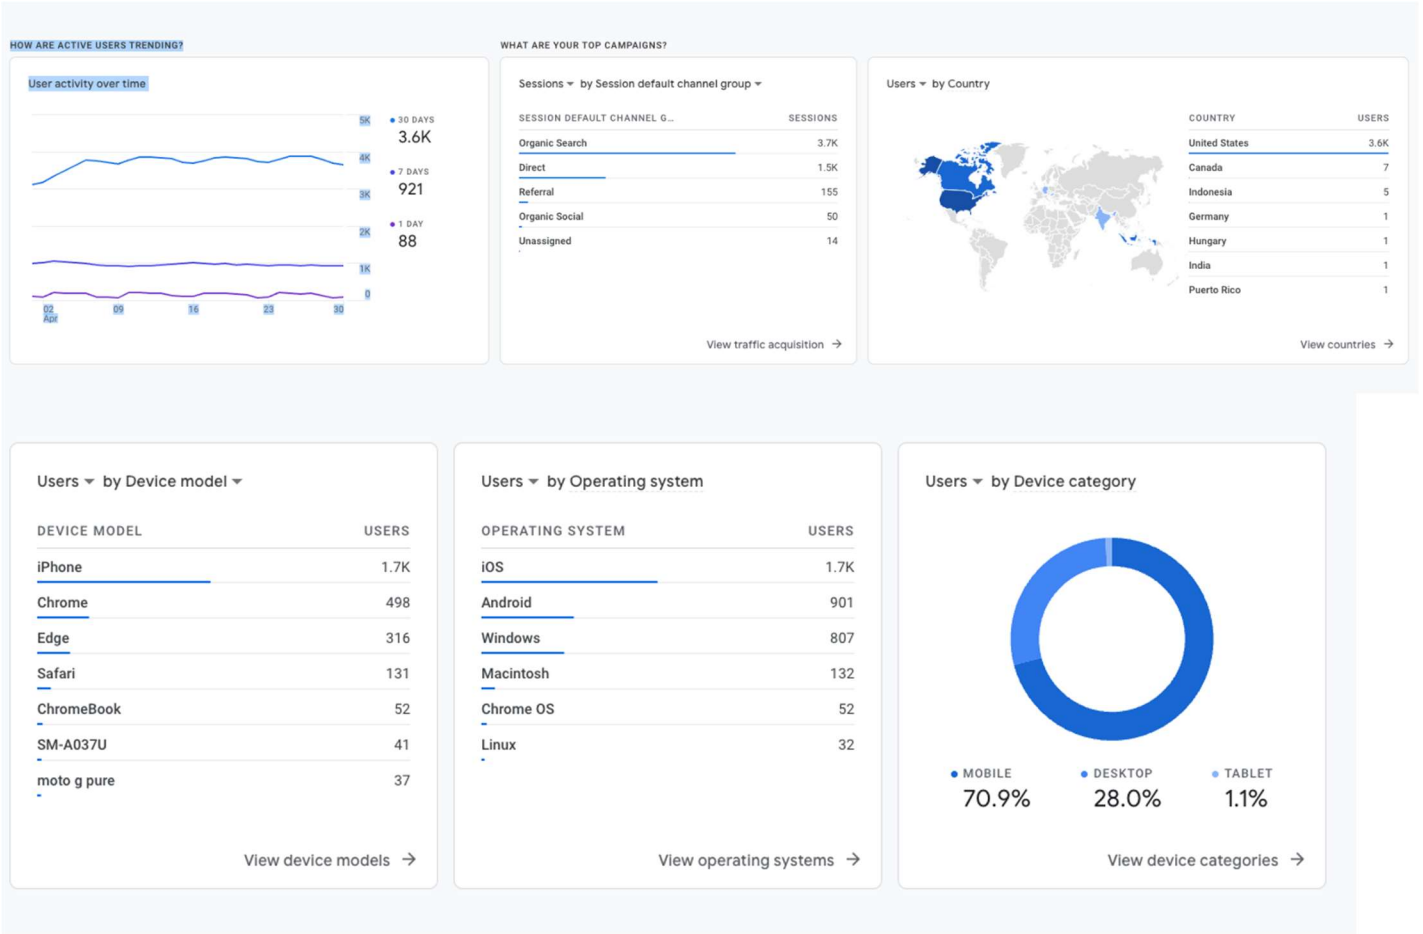 HOW ARE ACTIVE USERS TRENDING?
User activity over time
5K
4K
3K
2K
1K
0
02
Apr
09
16
23
30
30 DAYS
3.6K
7 DAYS
921
1 DAY
88
WHAT ARE YOUR TOP CAMPAIGNS?
Sessions by Session default channel group
SESSION DEFAULT CHANNEL G... SESSIONS
Organic Search 3.7K
Direct 1.5K
Referral 155
Organic Social 50
Unassigned 14
View traffic acquisition →
Users by Country
COUNTRY USERS
United States 3.6K
Canada 7
Indonesia 5
Germany 1
Hungary 1
India 1
Puerto Rico 1
View countries →
Users by Device model
DEVICE MODEL USERS
iPhone 1.7K
Chrome 498
Edge 316
Safari 131
ChromeBook 52
SM-A037U 41
moto g pure 37
View device models →
Users by Operating system
OPERATING SYSTEM USERS
iOS 1.7K
Android 901
Windows 807
Macintosh 132
Chrome OS 52
Linux 32
View operating systems →
Users by Device category
MOBILE DESKTOP TABLET
70.9% 28.0% 1.1%
View device categories →